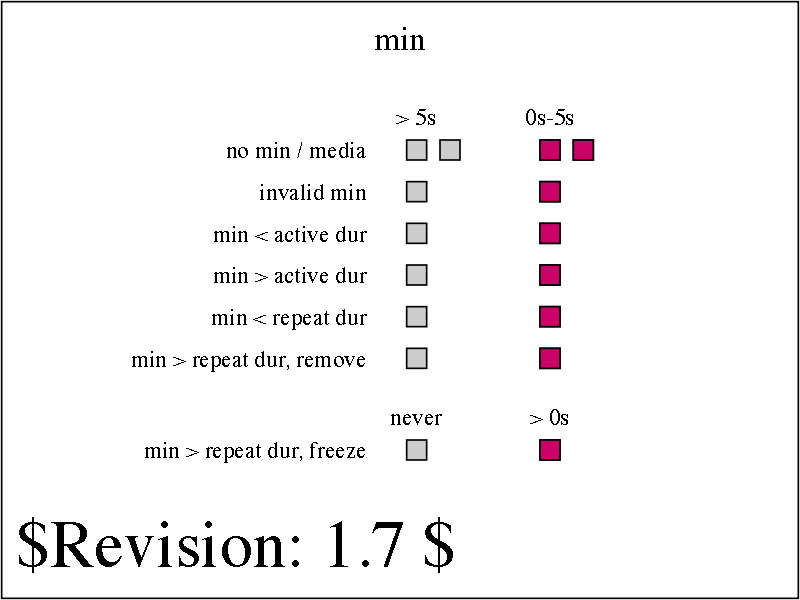 min
> 5s 0s-5s
no min / media
invalid min
min < active dur
min > active dur
min < repeat dur
min > repeat dur, remove
never > 0s
min > repeat dur, freeze
$Revision: 1.7 $